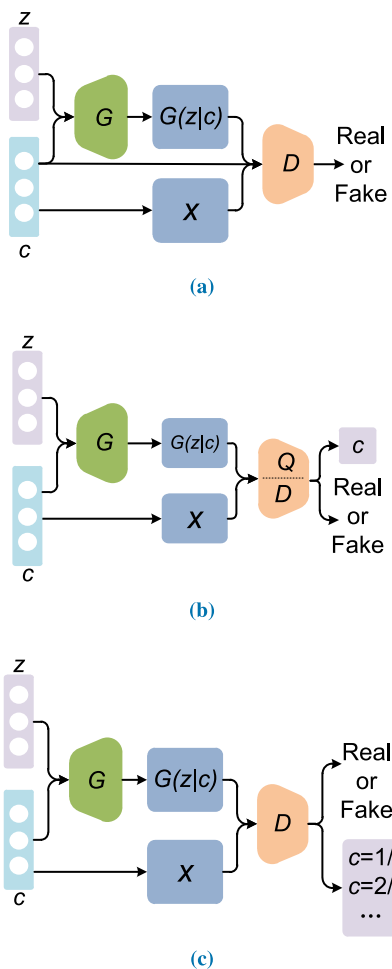 z
G
G(z|c)
D
Real
or
Fake
X
c
(a)
z
G
G(z|c)
Q
D
c
Real
or
Fake
X
c
(b)
z
G
G(z|c)
D
Real
or
Fake
X
c
c=1/
c=2/
...
(c)